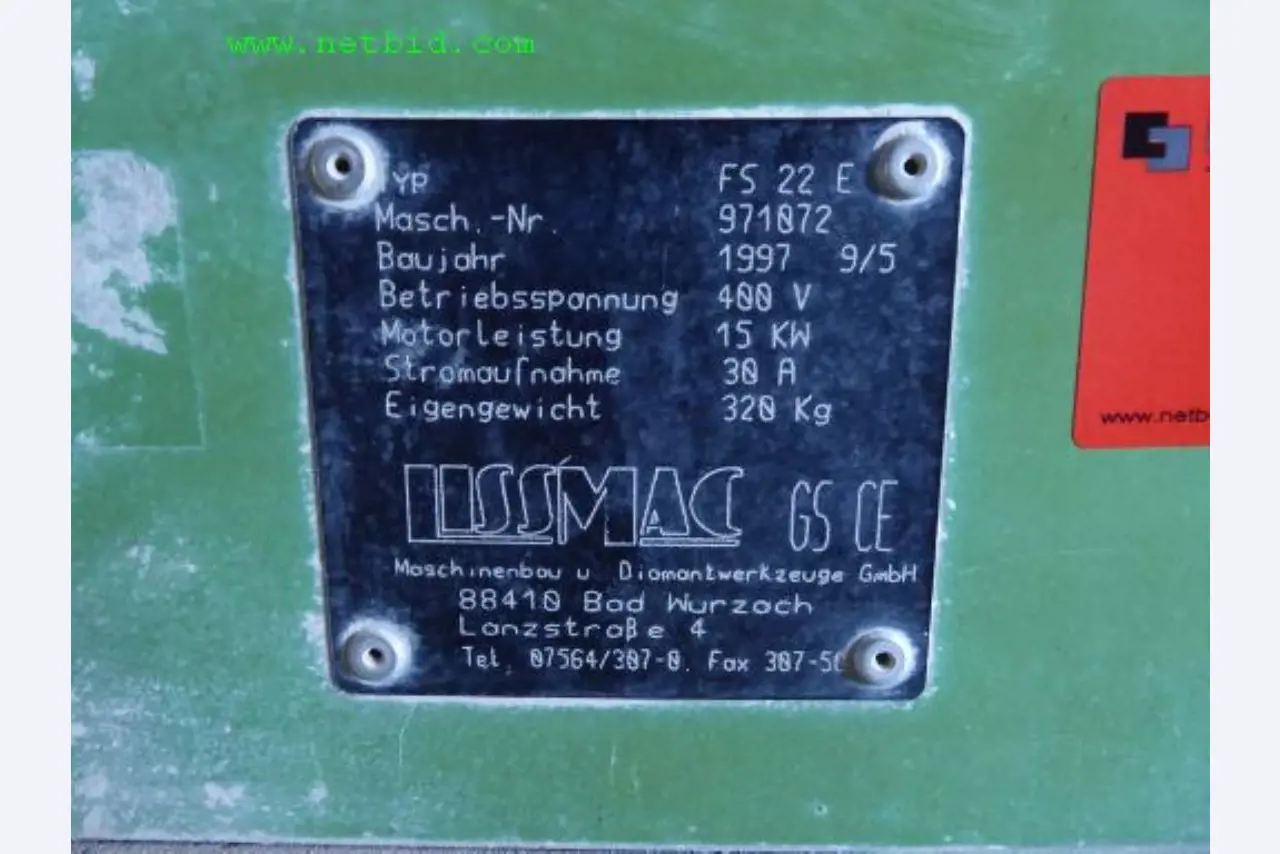 www.netbid.com
Typ FS 22 E
Masch.-Nr. 971072
Baujahr 1997 9/5
Betriebsspannung 400 V
Motorleistung 15 KW
Stromaufnahme 30 A
Eigengewicht 320 Kg
LISSMAC GS CE
Maschinenbau u Diamantwerkzeuge GmbH
88410 Bad Wurzach
Lanzstraße 4
Tel. 07564/307-0. Fax 307-5
www.netb